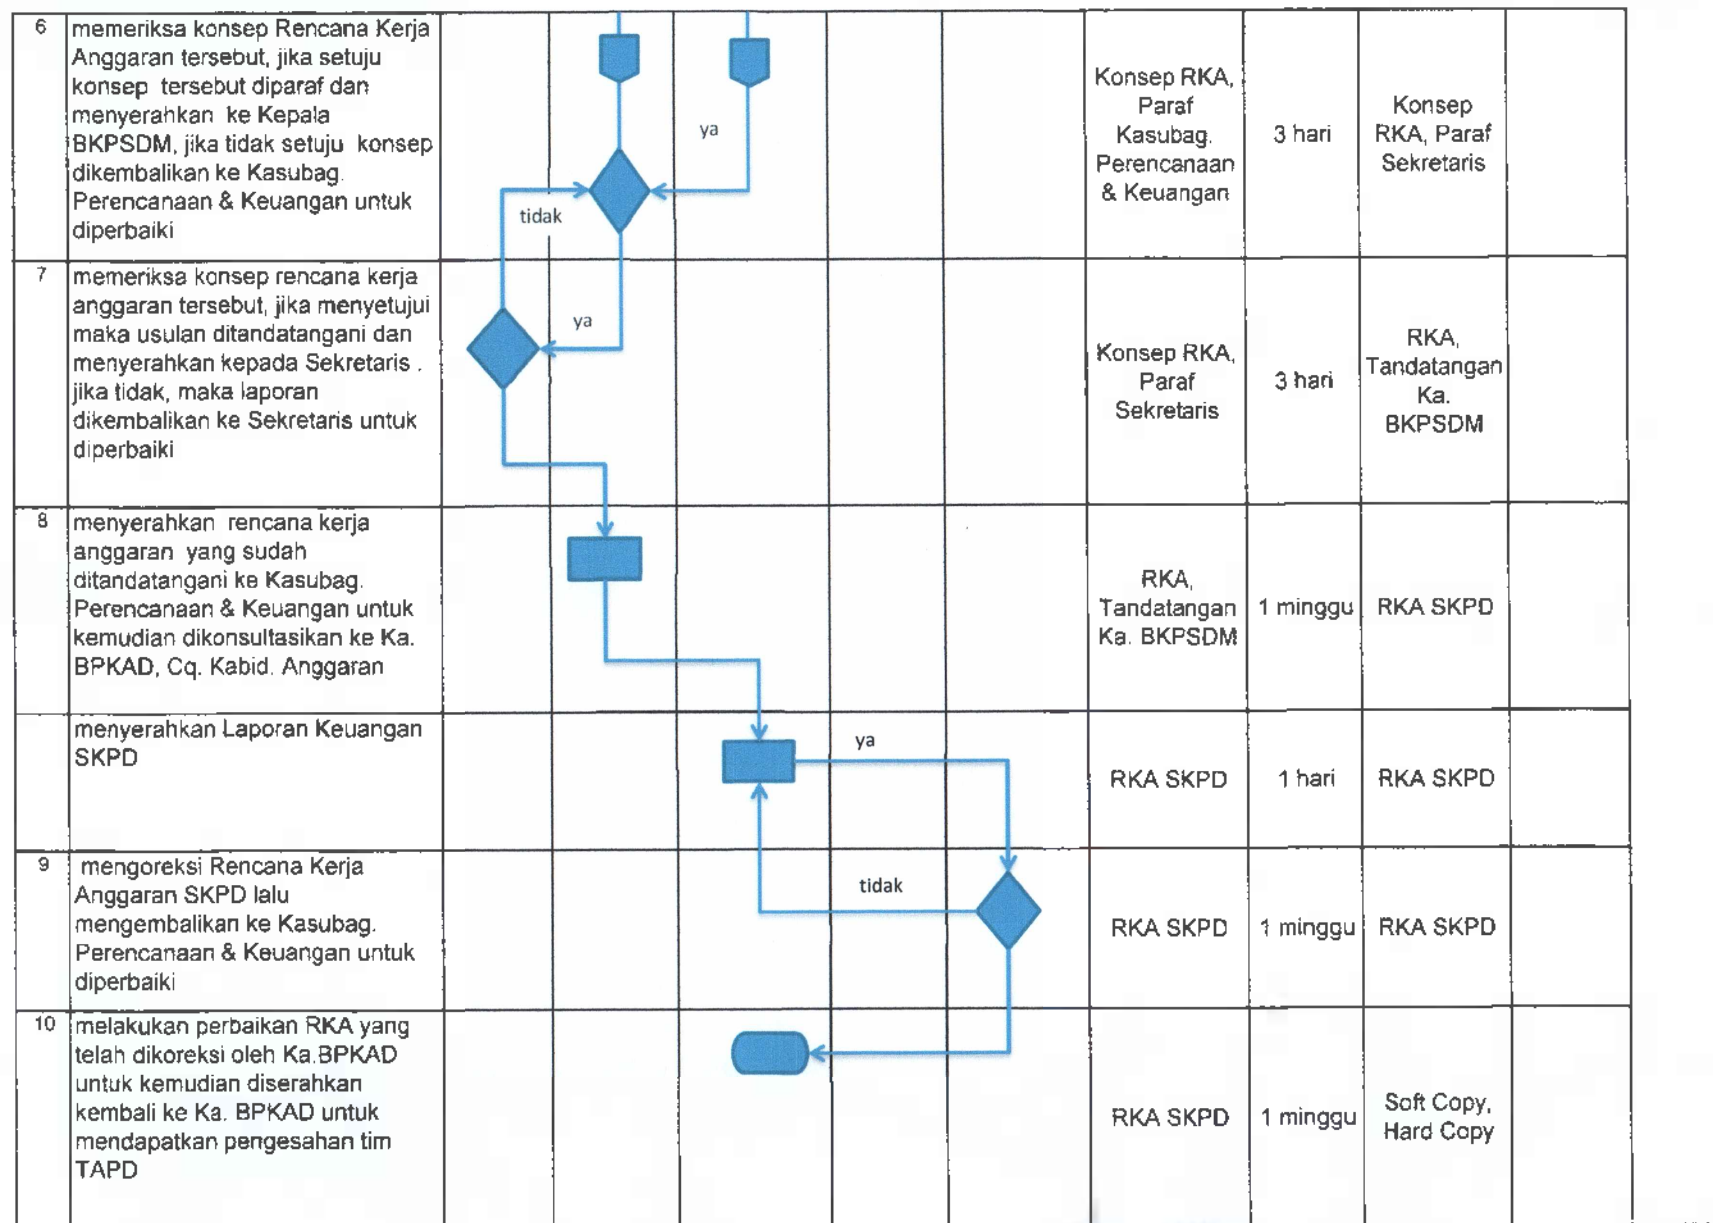 6
memeriksa konsep Rencana Kerja
Anggaran tersebut, jika setuju
konsep tersebut diparaf dan
menyerahkan ke Kepala
BKPSDM, jika tidak setuju konsep
dikembalikan ke Kasubag.
Perencanaan & Keuangan untuk
diperbaiki
ya
tidak
Konsep RKA,
Paraf
Kasubag.
Perencanaan
& Keuangan
3 hari
Konsep
RKA, Paraf
Sekretaris
7
memeriksa konsep rencana kerja
anggaran tersebut, jika menyetujui
maka usulan ditandatangani dan
menyerahkan kepada Sekretaris .
jika tidak, maka laporan
dikembalikan ke Sekretaris untuk
diperbaiki
ya
Konsep RKA,
Paraf
Sekretaris
3 hari
RKA,
Tandatangan
Ka.
BKPSDM
8
menyerahkan rencana kerja
anggaran yang sudah
ditandatangani ke Kasubag.
Perencanaan & Keuangan untuk
kemudian dikonsultasikan ke Ka.
BPKAD, Cq. Kabid. Anggaran
RKA,
Tandatangan
Ka. BKPSDM
1 minggu
RKA SKPD
menyerahkan Laporan Keuangan
SKPD
ya
RKA SKPD
1 hari
RKA SKPD
9
mengoreksi Rencana Kerja
Anggaran SKPD lalu
mengembalikan ke Kasubag.
Perencanaan & Keuangan untuk
diperbaiki
tidak
RKA SKPD
1 minggu
RKA SKPD
10
melakukan perbaikan RKA yang
telah dikoreksi oleh Ka.BPKAD
untuk kemudian diserahkan
kembali ke Ka. BPKAD untuk
mendapatkan pengesahan tim
TAPD
RKA SKPD
1 minggu
Soft Copy,
Hard Copy